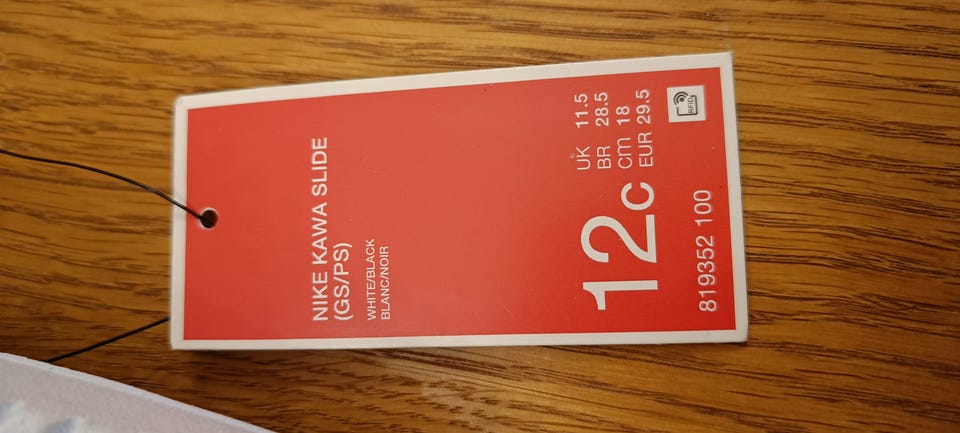 NIKE KAWA SLIDE
(GS/PS)
WHITE/BLACK
BLANC/NOIR
12C
UK 11.5
BR 28.5
cm 18
EUR 29.5
819352 100
RFID